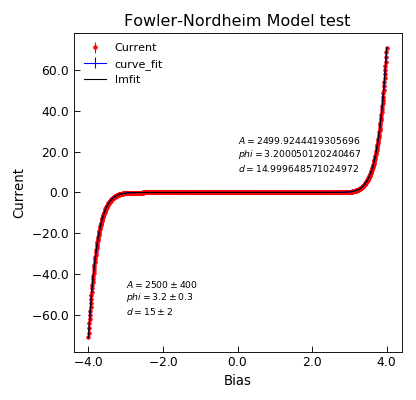 Fowler-Nordheim Model test
Current
curve_fit
lmfit
60.0
40.0
20.0
0.0
−20.0
−40.0
−60.0
Current
A = 2499.9244419305696
phi = 3.200050120240467
d = 14.999648571024972
A = 2500 ± 400
phi = 3.2 ± 0.3
d = 15 ± 2
−4.0 −2.0 0.0 2.0 4.0
Bias